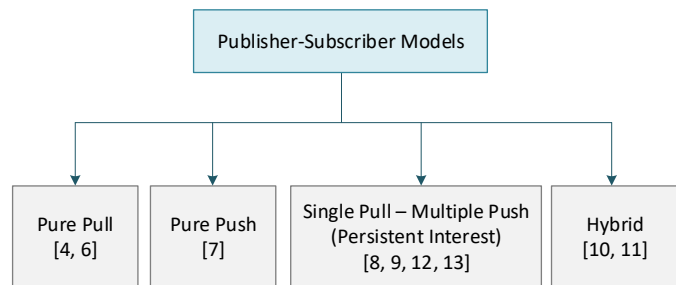 Publisher-Subscriber Models
Pure Pull
[4, 6]
Pure Push
[7]
Single Pull – Multiple Push
(Persistent Interest)
[8, 9, 12, 13]
Hybrid
[10, 11]